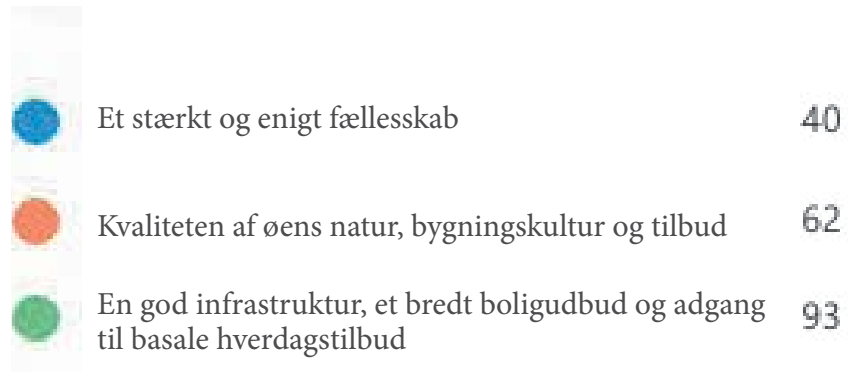 Et stærkt og enigt fællesskab 40
Kvaliteten af øens natur, bygningskultur og tilbud 62
En god infrastruktur, et bredt boligudbud og adgang 93
til basale hverdagstilbud